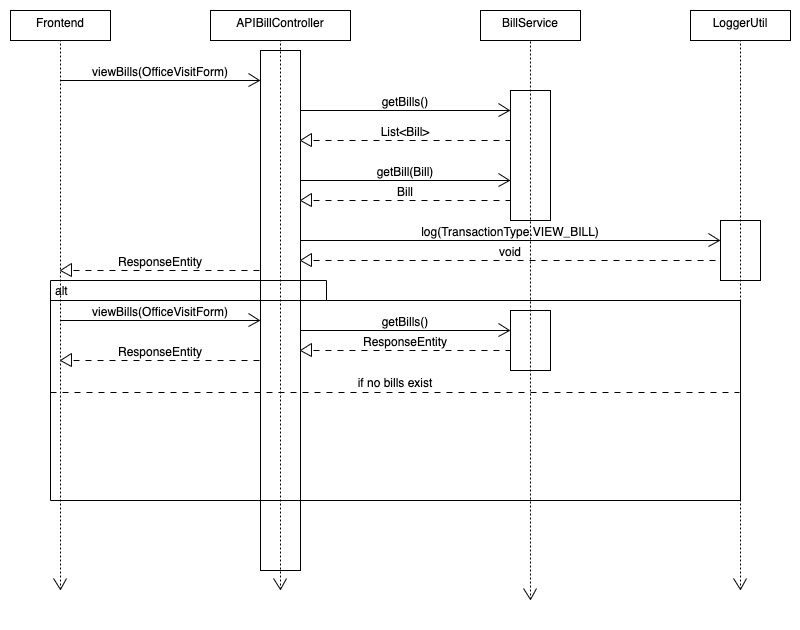 Frontend
APIBillController
BillService
LoggerUtil
viewBills(OfficeVisitForm)
getBills()
List<Bill>
getBill(Bill)
Bill
log(TransactionType.VIEW_BILL)
void
ResponseEntity
alt
viewBills(OfficeVisitForm)
getBills()
ResponseEntity
ResponseEntity
if no bills exist